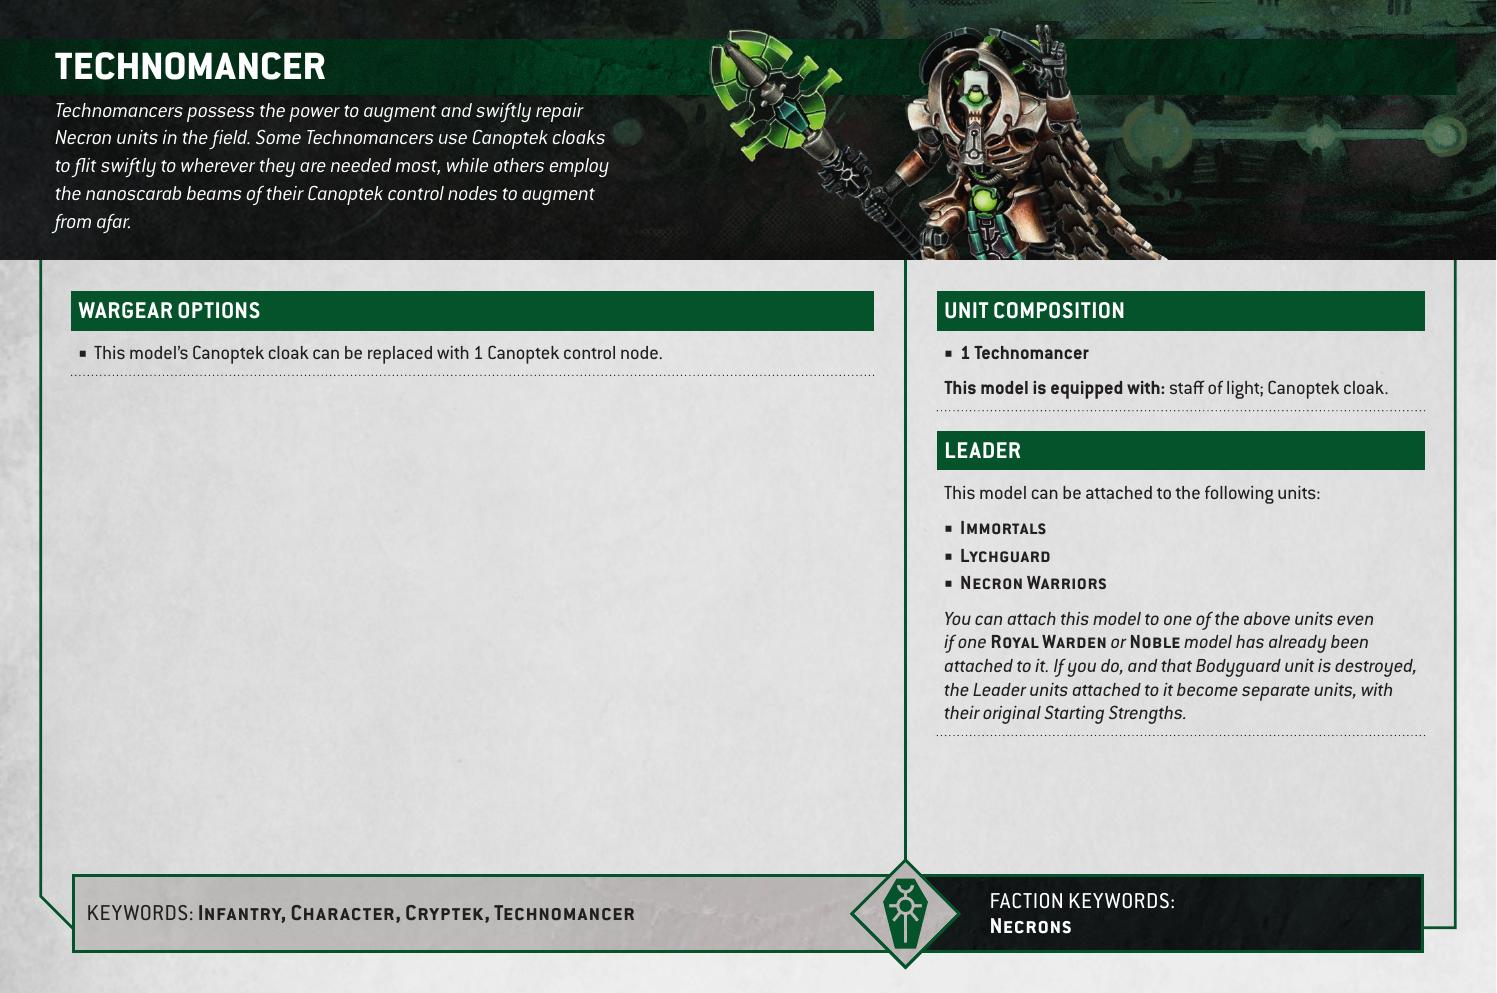 TECHNOMANCER
Technomancers possess the power to augment and swiftly repair
Necron units in the field. Some Technomancers use Canoptek cloaks
to flit swiftly to wherever they are needed most, while others employ
the nanoscarab beams of their Canoptek control nodes to augment
from afar.
WARGEAR OPTIONS
▪ This model’s Canoptek cloak can be replaced with 1 Canoptek control node.
UNIT COMPOSITION
▪ 1 Technomancer
This model is equipped with: staff of light; Canoptek cloak.
LEADER
This model can be attached to the following units:
▪ Immortals
▪ Lychguard
▪ Necron Warriors
You can attach this model to one of the above units even
if one Royal Warden or Noble model has already been
attached to it. If you do, and that Bodyguard unit is destroyed,
the Leader units attached to it become separate units, with
their original Starting Strengths.
KEYWORDS: Infantry, Character, Cryptek, Technomancer
FACTION KEYWORDS:
Necrons